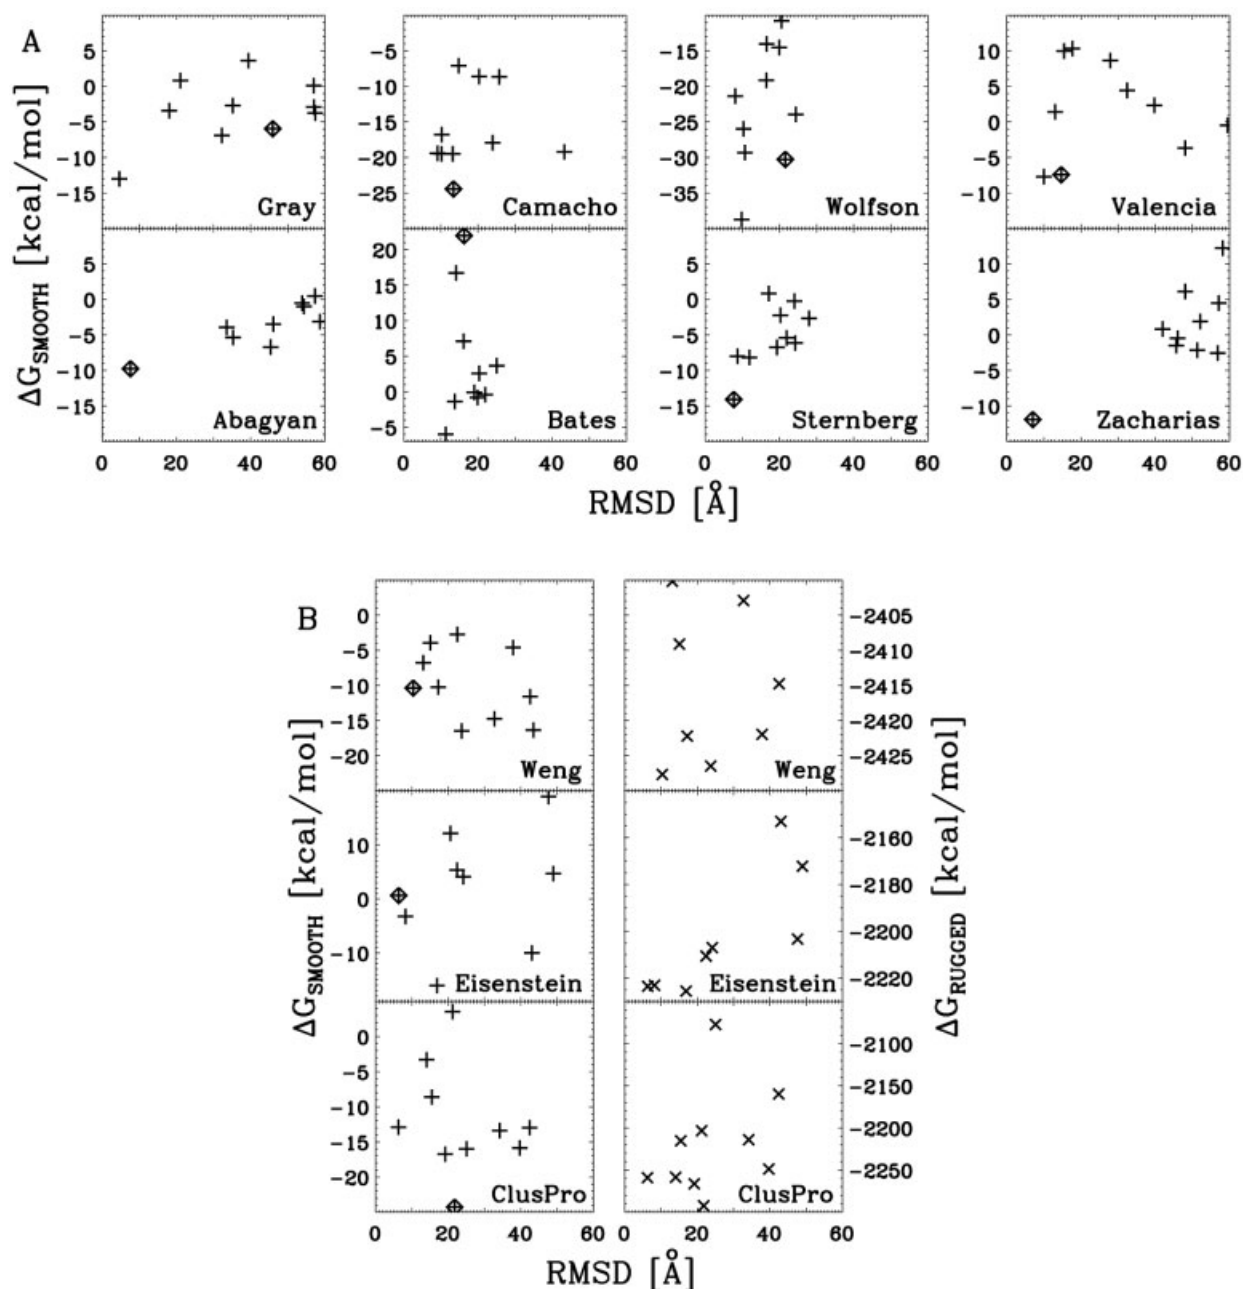 A
ΔG_SMOOTH [kcal/mol]
5
0
−5
−10
−15
Gray
−5
−10
−15
−20
−25
Camacho
−15
−20
−25
−30
−35
Wolfson
10
5
0
−5
−10
Valencia
5
0
−5
−10
−15
Abagyan
20
15
10
5
0
−5
Bates
5
0
−5
−10
−15
Sternberg
10
5
0
−5
−10
Zacharias
0 20 40 60
0 20 40 60
0 20 40 60
0 20 40 60
RMSD [Å]
B
ΔG_SMOOTH [kcal/mol]
0
−5
−10
−15
−20
Weng
Weng
−2405
−2410
−2415
−2420
−2425
10
0
−10
Eisenstein
Eisenstein
−2160
−2180
−2200
−2220
0
−5
−10
−15
−20
ClusPro
ClusPro
−2100
−2150
−2200
−2250
ΔG_RUGGED [kcal/mol]
0 20 40 60
0 20 40 60
RMSD [Å]